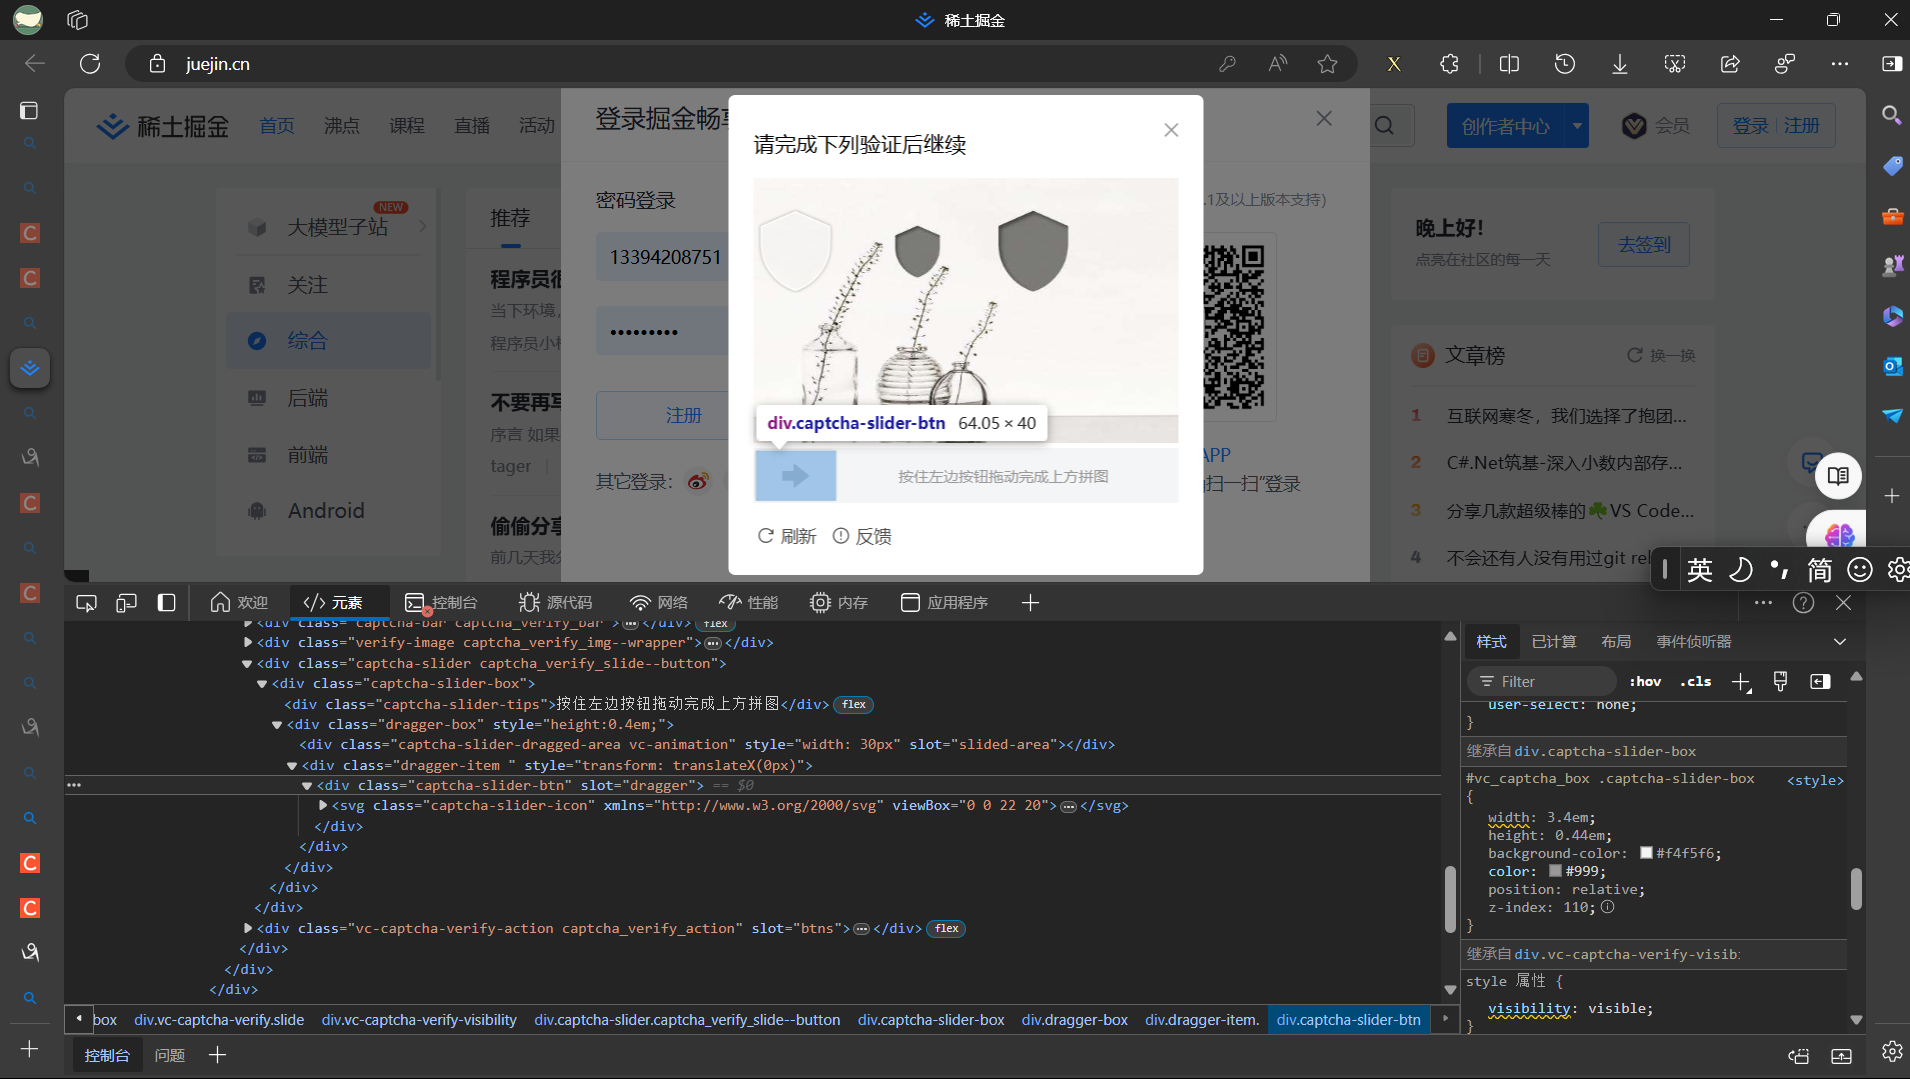 稀土掘金
juejin.cn
稀土掘金 首页 沸点 课程 直播 活动
创作者中心 会员 登录 注册
登录掘金畅
请完成下列验证后继续
密码登录
.1及以上版本支持)
13394208751
注册
其它登录：
APP
扫一扫"登录
大模型子站 NEW
关注
综合
后端
前端
Android
推荐
程序员很
当下环境,
程序员小
不要再写
序言 如果
tager
偷偷分享
前几天我
div.captcha-slider-btn 64.05 × 40
按住左边按钮拖动完成上方拼图
刷新 反馈
晚上好！
点亮在社区的每一天
去签到
文章榜 换一换
1 互联网寒冬，我们选择了抱团...
2 C#.Net筑基-深入小数内部存...
3 分享几款超级棒的☘️VS Code...
4 不会还有人没有用过git rel
英 简
欢迎 元素 控制台 源代码 网络 性能 内存 应用程序
<div class="captcha-bar captcha_verify_bar"> </div> flex
<div class="verify-image captcha_verify_img--wrapper"> </div>
<div class="captcha-slider captcha_verify_slide--button">
<div class="captcha-slider-box">
<div class="captcha-slider-tips">按住左边按钮拖动完成上方拼图</div> flex
<div class="dragger-box" style="height:0.4em;">
<div class="captcha-slider-dragged-area vc-animation" style="width: 30px" slot="slided-area"></div>
<div class="dragger-item " style="transform: translateX(0px)">
<div class="captcha-slider-btn" slot="dragger"> == $0
<svg class="captcha-slider-icon" xmlns="http://www.w3.org/2000/svg" viewBox="0 0 22 20"> </svg>
</div>
</div>
</div>
</div>
</div>
<div class="vc-captcha-verify-action captcha_verify_action" slot="btns"> </div> flex
</div>
</div>
</div>
box div.vc-captcha-verify.slide div.vc-captcha-verify-visibility div.captcha-slider.captcha_verify_slide--button div.captcha-slider-box div.dragger-box div.dragger-item. div.captcha-slider-btn
控制台 问题
样式 已计算 布局 事件侦听器
Filter :hov .cls
user-select: none;
}
继承自 div.captcha-slider-box
#vc_captcha_box .captcha-slider-box <style>
{
width: 3.4em;
height: 0.44em;
background-color: #f4f5f6;
color: #999;
position: relative;
z-index: 110;
}
继承自 div.vc-captcha-verify-visib
style 属性 {
visibility: visible;
}